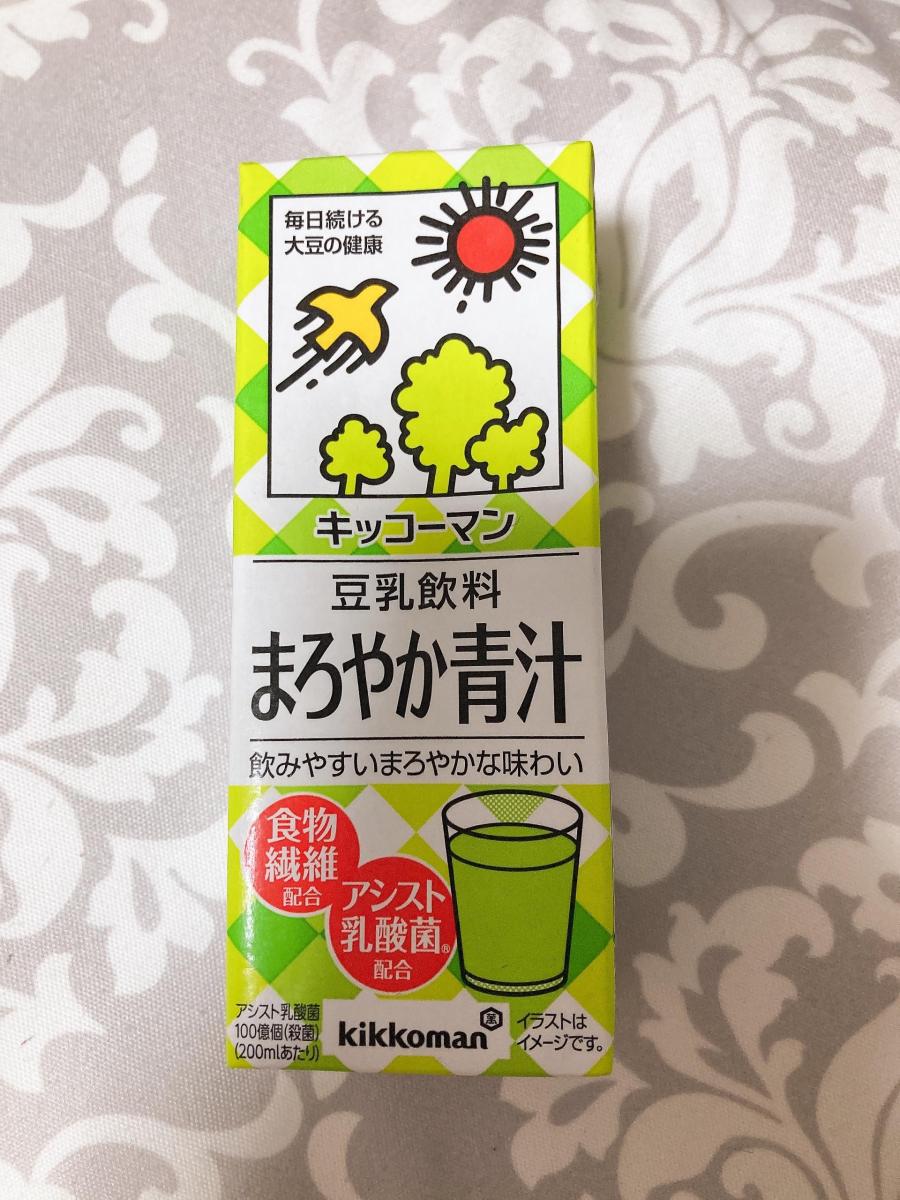 毎日続ける
大豆の健康
キッコーマン
豆乳飲料
まろやか青汁
飲みやすいまろやかな味わい
食物
繊維
配合
アシスト
乳酸菌®
配合
アシスト乳酸菌
100億個(殺菌)
(200mlあたり)
kikkoman
イラストは
イメージです。